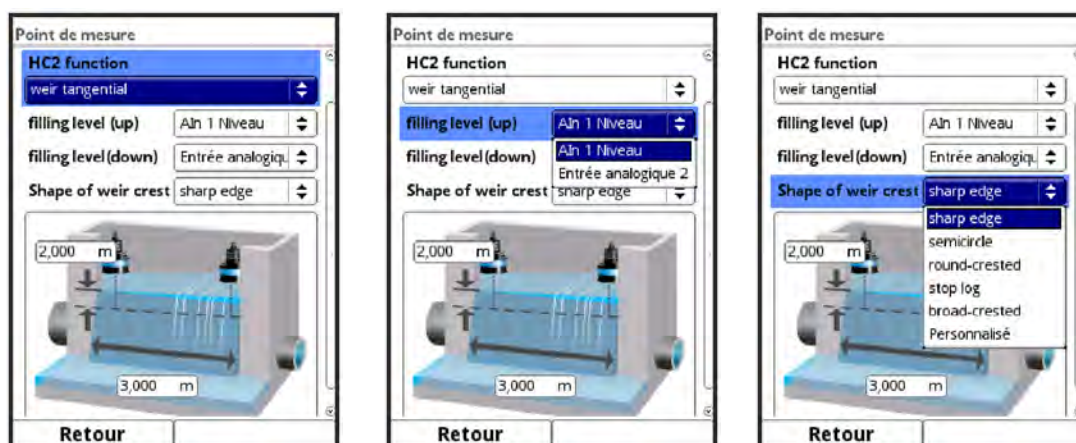 Point de mesure
HC2 function
weir tangential
filling level (up) AIn 1 Niveau
filling level(down) Entrée analogiqu
Shape of weir crest sharp edge
2,000 m
3,000 m
Retour
Point de mesure
HC2 function
weir tangential
filling level (up) AIn 1 Niveau
AIn 1 Niveau
filling level(down)
Entrée analogique 2
Shape of weir crest sharp edge
2,000 m
3,000 m
Retour
Point de mesure
HC2 function
weir tangential
filling level (up) AIn 1 Niveau
filling level(down) Entrée analogiqu
Shape of weir crest sharp edge
sharp edge
semicircle
round-crested
stop log
broad-crested
Personnalisé
2,000 m
3,000 m
Retour